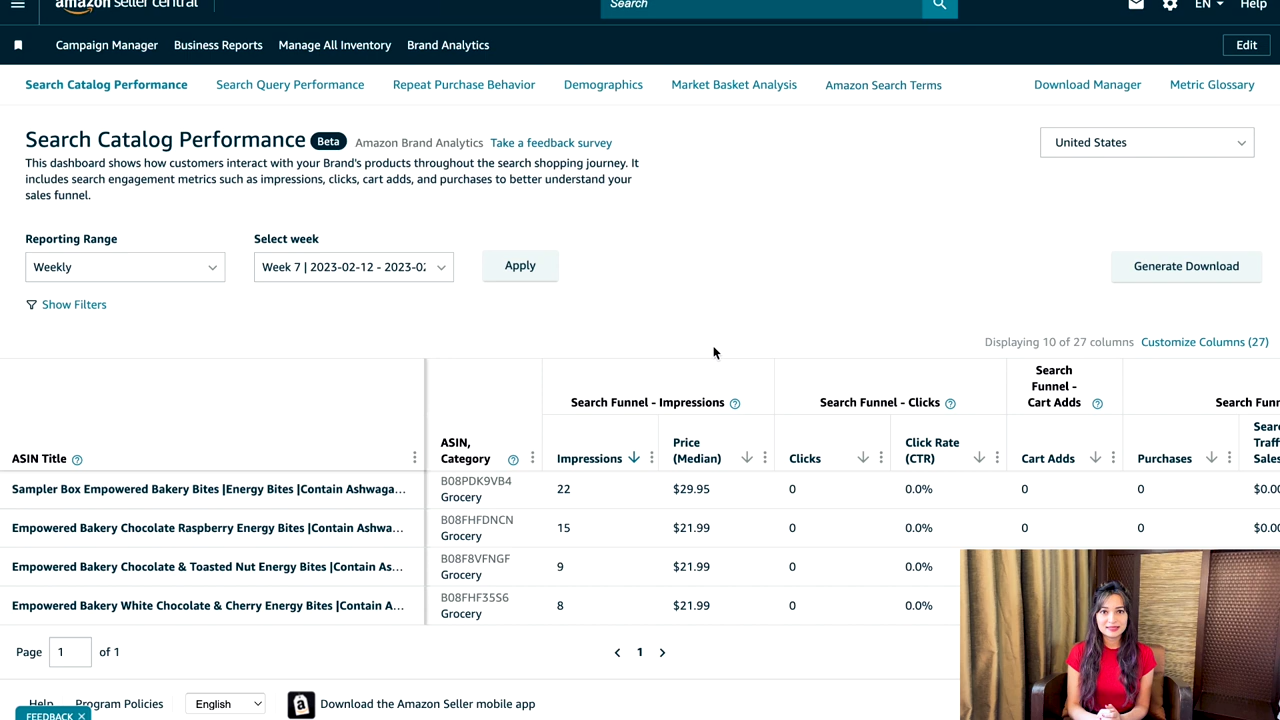 amazon seller central
Search
EN
Help
Campaign Manager
Business Reports
Manage All Inventory
Brand Analytics
Edit
Search Catalog Performance
Search Query Performance
Repeat Purchase Behavior
Demographics
Market Basket Analysis
Amazon Search Terms
Download Manager
Metric Glossary
Search Catalog Performance Beta Amazon Brand Analytics Take a feedback survey
United States
This dashboard shows how customers interact with your Brand's products throughout the search shopping journey. It
includes search engagement metrics such as impressions, clicks, cart adds, and purchases to better understand your
sales funnel.
Reporting Range
Select week
Weekly
Week 7 | 2023-02-12 - 2023-02
Apply
Generate Download
Show Filters
Displaying 10 of 27 columns Customize Columns (27)
Search Funnel - Impressions
Search Funnel - Clicks
Search
Funnel -
Cart Adds
Search Funn
ASIN Title
ASIN,
Category
Impressions
Price
(Median)
Clicks
Click Rate
(CTR)
Cart Adds
Purchases
Searc
Traff
Sales
Sampler Box Empowered Bakery Bites |Energy Bites |Contain Ashwaga... B08PDK9VB4 Grocery 22 $29.95 0 0.0% 0 0 $0.00
Empowered Bakery Chocolate Raspberry Energy Bites |Contain Ashwa... B08FHFDNCN Grocery 15 $21.99 0 0.0% 0 0 $0.00
Empowered Bakery Chocolate & Toasted Nut Energy Bites |Contain As... B08F8VFNGF Grocery 9 $21.99 0 0.0%
Empowered Bakery White Chocolate & Cherry Energy Bites |Contain A... B08FHF35S6 Grocery 8 $21.99 0 0.0%
Page 1 of 1
1
Help
Program Policies
English
Download the Amazon Seller mobile app
FEEDBACK